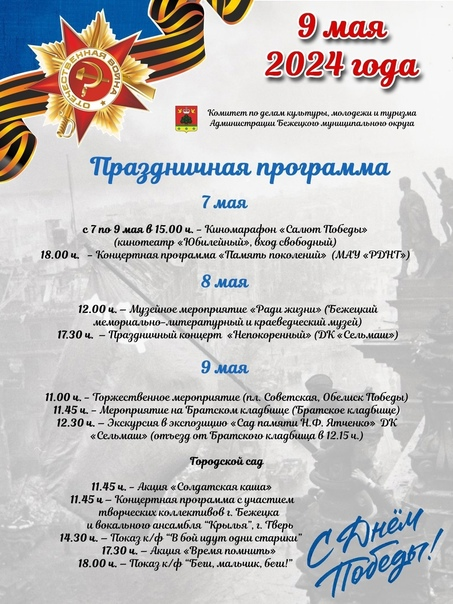 9 мая
2024 года
ОТЕЧЕСТВЕННАЯ ВОЙНА
Комитет по делам культуры, молодежи и туризма
Администрации Бежецкого муниципального округа
Праздничная программа
7 мая
с 7 по 9 мая в 15.00 ч. – Киномарафон «Салют Победы»
(кинотеатр «Юбилейный», вход свободный)
18.00 ч. – Концертная программа «Память поколений» (МАУ «РДНТ»)
8 мая
12.00 ч. – Музейное мероприятие «Ради жизни» (Бежецкий
мемориально-литературный и краеведческий музей)
17.30 ч. – Праздничный концерт «Непокоренный» (ДК «Сельмаш»)
9 мая
11.00 ч. – Торжественное мероприятие (пл. Советская, Обелиск Победы)
11.45 ч. – Мероприятие на Братском кладбище (Братское кладбище)
12.30 ч. – Экскурсия в экспозицию «Сад памяти Н.Ф. Ятченко» ДК
«Сельмаш» (отъезд от Братского кладбища в 12.15 ч.)
Городской сад
11.45 ч. – Акция «Солдатская каша»
11.45 ч – Концертная программа с участием
творческих коллективов г. Бежецка
и вокального ансамбля "Крылья", г. Тверь
14.30 ч. – Показ к/ф "В бой идут одни старики"
17.30 ч. – Акция «Время помнить»
18.00 ч. – Показ к/ф "Беги, мальчик, беги!"
С Днём
Победы!